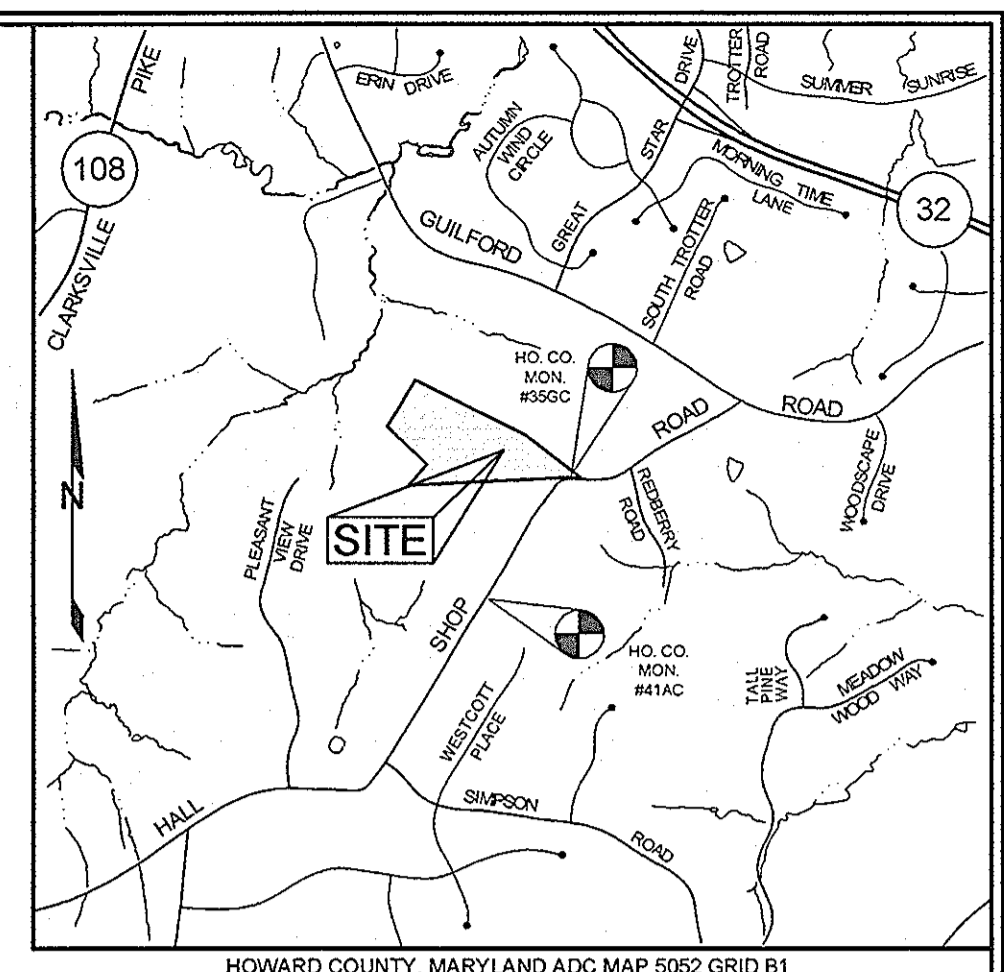 PIKE
108
CLARKSVILLE
ERIN DRIVE
AUTUMN
WIND
CIRCLE
GREAT
STAR
DRIVE
TROTTER
ROAD
SUMMER
SUNRISE
MORNING TIME
LANE
32
GUILFORD
SOUTH TROTTER
ROAD
HO. CO.
MON.
#35GC
ROAD
ROAD
WOODSCAPE
DRIVE
REDBERRY
ROAD
N
SITE
PLEASANT
VIEW
DRIVE
SHOP
HO. CO.
MON.
#41AC
TALL
PINE
WAY
MEADOW
WOOD WAY
WESTCOTT
PLACE
HALL
SIMPSON
ROAD
HOWARD COUNTY, MARYLAND ADC MAP 5052 GRID B1